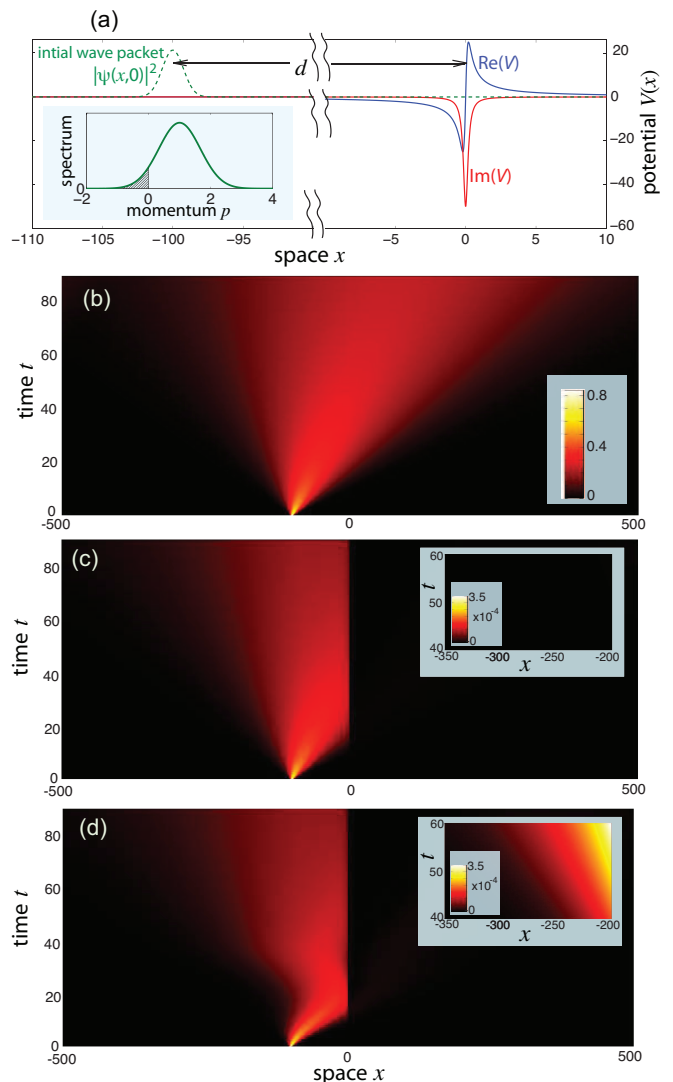 (a)
intial wave packet
|ψ(x,0)|²
d
Re(V)
Im(V)
20
0
−20
−40
−60
potential V(x)
spectrum
0
−2 0 2 4
momentum p
−110 −105 −100 −95 −5 0 5 10
space x
(b)
80
60
40
20
0
time t
0.8
0.4
0
-500 0 500
(c)
80
60
40
20
0
time t
60
50
40
t
3.5
x10⁻⁴
0
-350 -300 -250 -200
x
-500 0 500
(d)
80
60
40
20
0
time t
60
50
40
t
3.5
x10⁻⁴
0
-350 -300 -250 -200
x
-500 0 500
space x